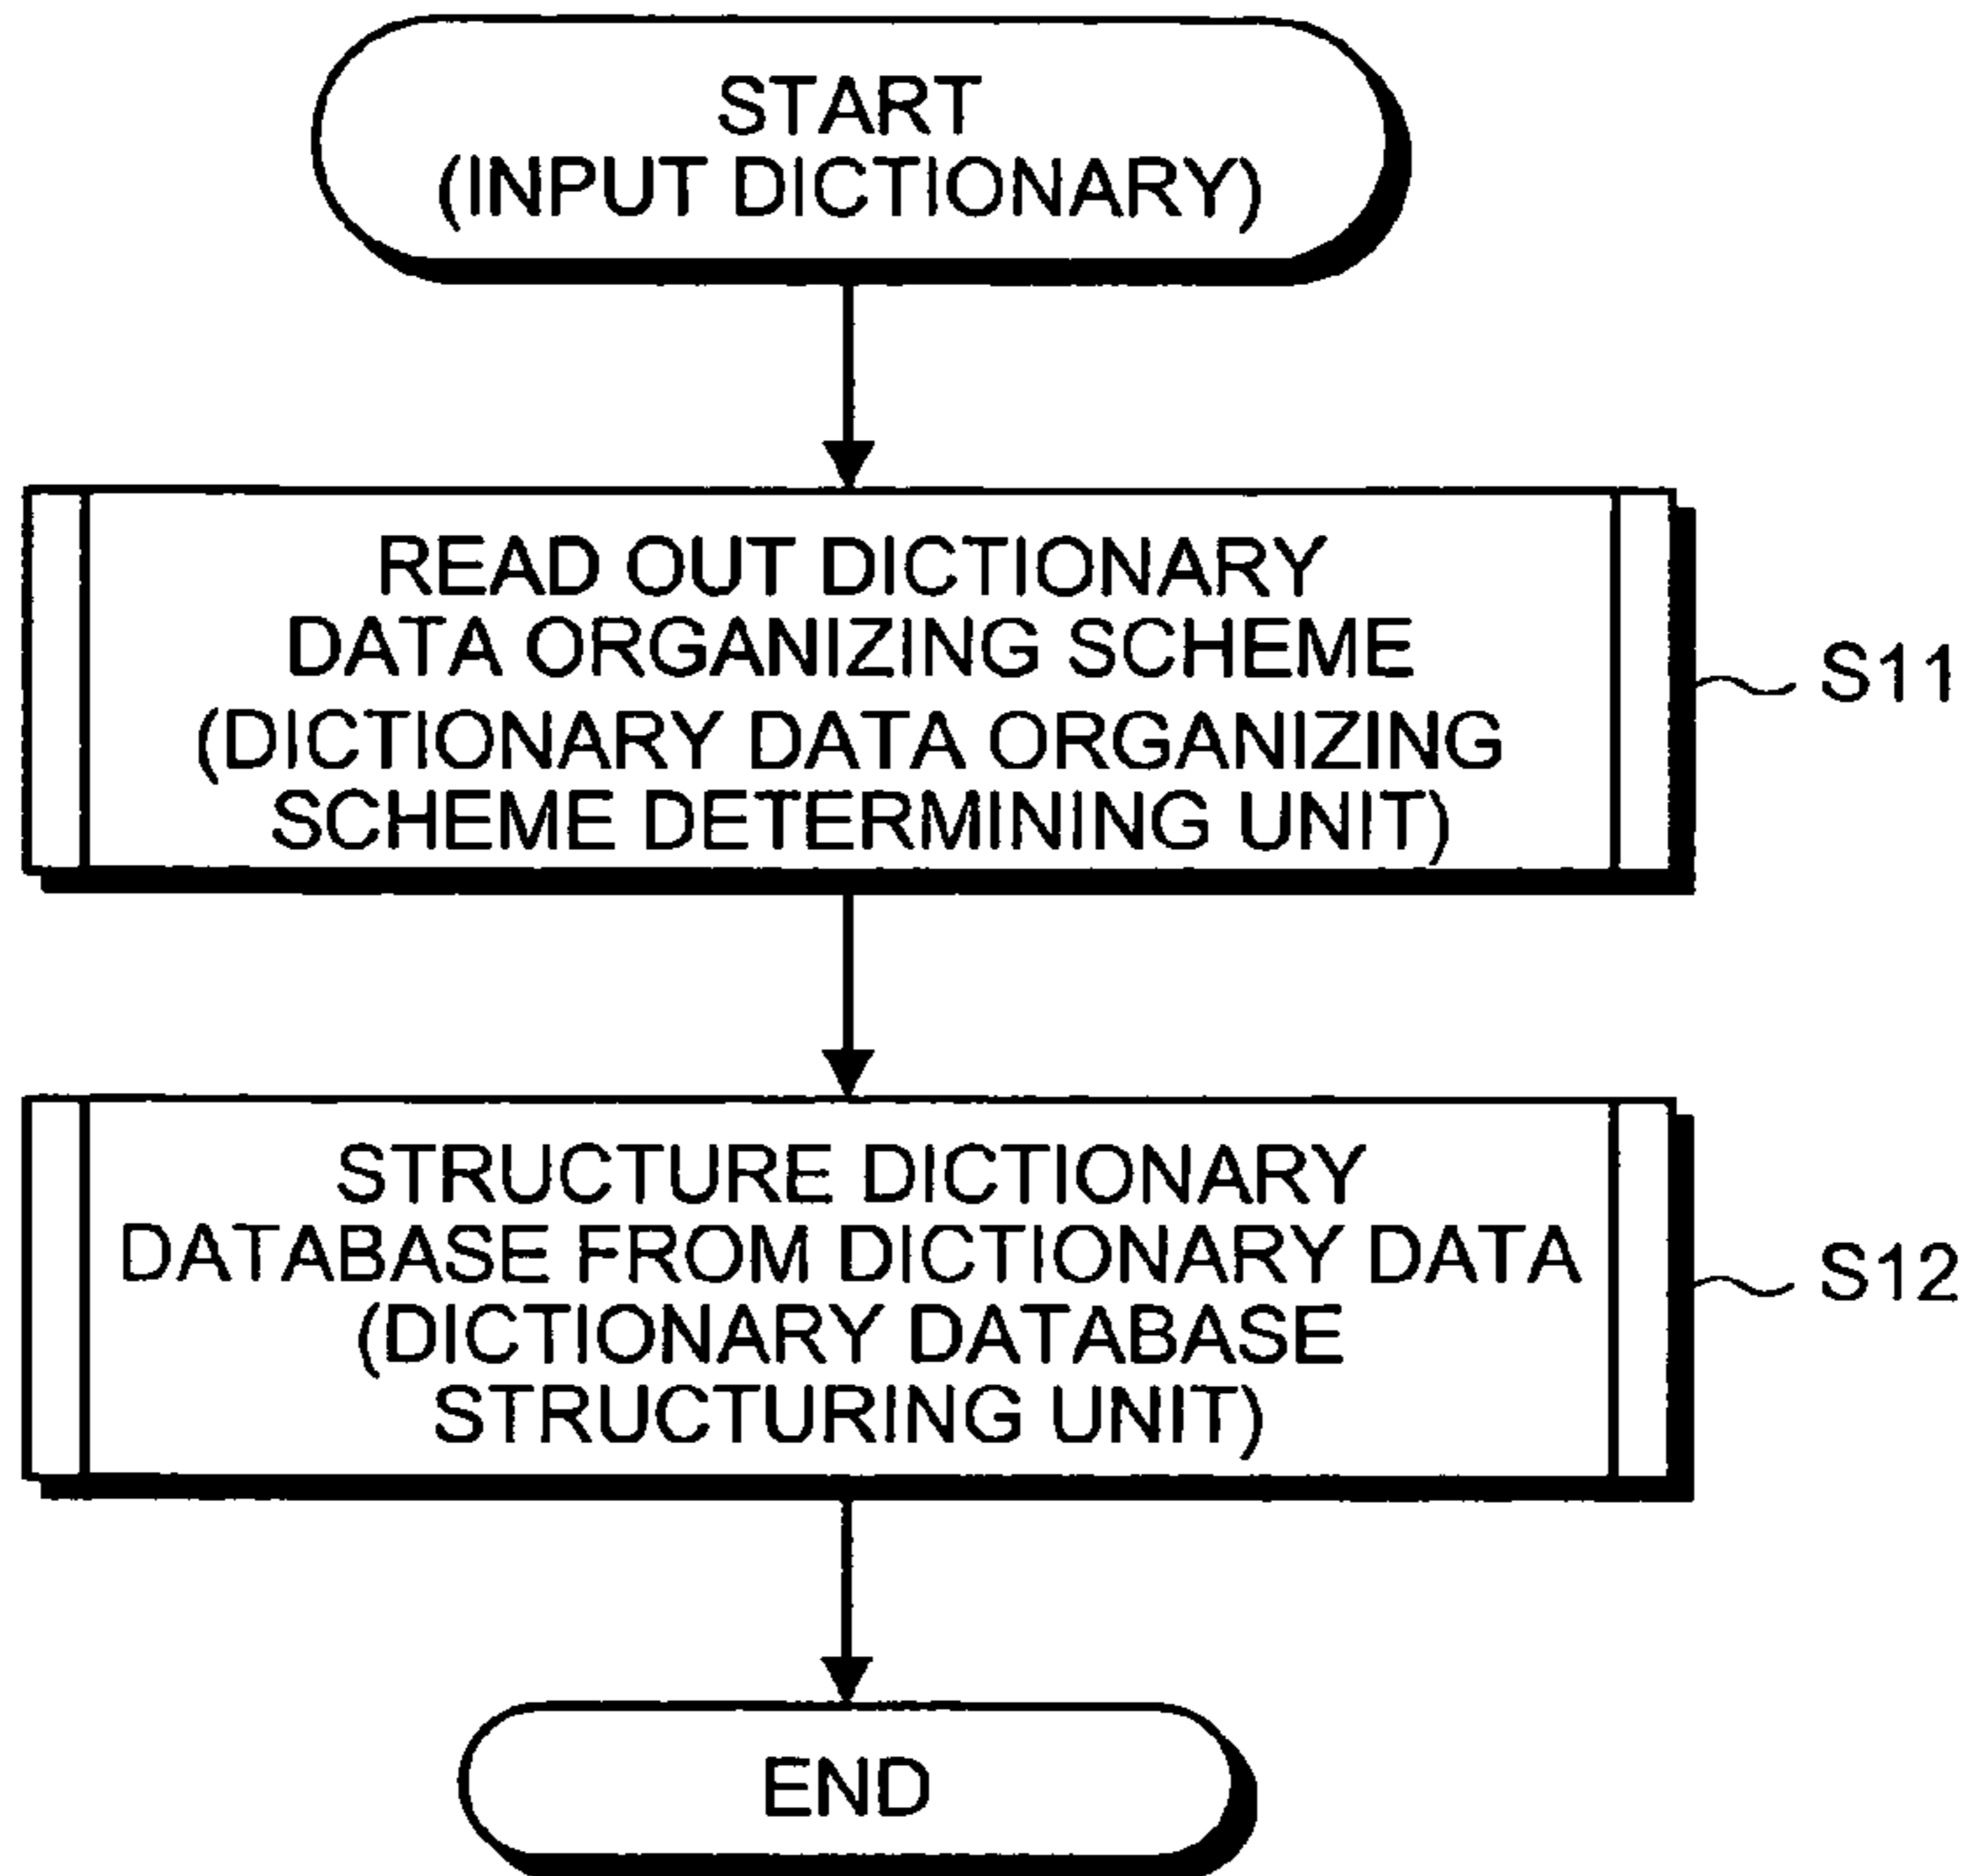 START
(INPUT DICTIONARY)
READ OUT DICTIONARY
DATA ORGANIZING SCHEME
(DICTIONARY DATA ORGANIZING
SCHEME DETERMINING UNIT)
S11
STRUCTURE DICTIONARY
DATABASE FROM DICTIONARY DATA
(DICTIONARY DATABASE
STRUCTURING UNIT)
S12
END